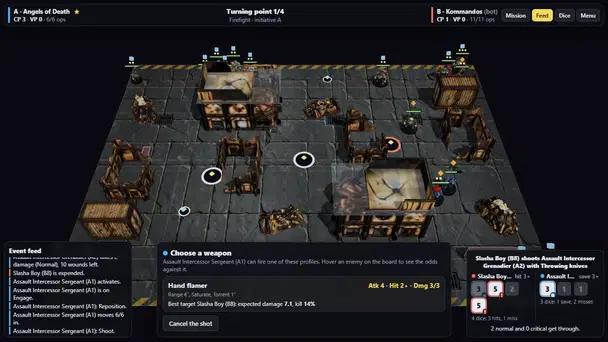 A - Angels of Death ★
CP 3 · VP 0 · 6/6 ops
Turning point 1/4
Firefight · initiative A
B - Kommandos (bot)
CP 1 · VP 0 · 11/11 ops
Mission
Feed
Dice
Menu
Event feed
damage (Normal), 10 wounds left.
Slasha Boy (B8) is expended.
Assault Intercessor Sergeant (A1) activates.
Assault Intercessor Sergeant (A1) is on Engage.
Assault Intercessor Sergeant (A1): Reposition.
Assault Intercessor Sergeant (A1) moves 6/6 in.
Assault Intercessor Sergeant (A1): Shoot.
Choose a weapon
Assault Intercessor Sergeant (A1) can fire one of these profiles. Hover an enemy on the board to see the odds against it.
Hand flamer
Atk 4 · Hit 2+ · Dmg 3/3
Range 6", Saturate, Torrent 1"
Best target Slasha Boy (B8): expected damage 7.1, kill 14%
Cancel the shot
Slasha Boy (B8) shoots Assault Intercessor Grenadier (A2) with Throwing knives
Slasha Boy... hit 3+
3 5 2
5
4 dice: 3 hits, 1 miss
Assault Int... save 3+
3 1 1
3 dice: 1 save, 2 misses
2 normal and 0 critical get through.